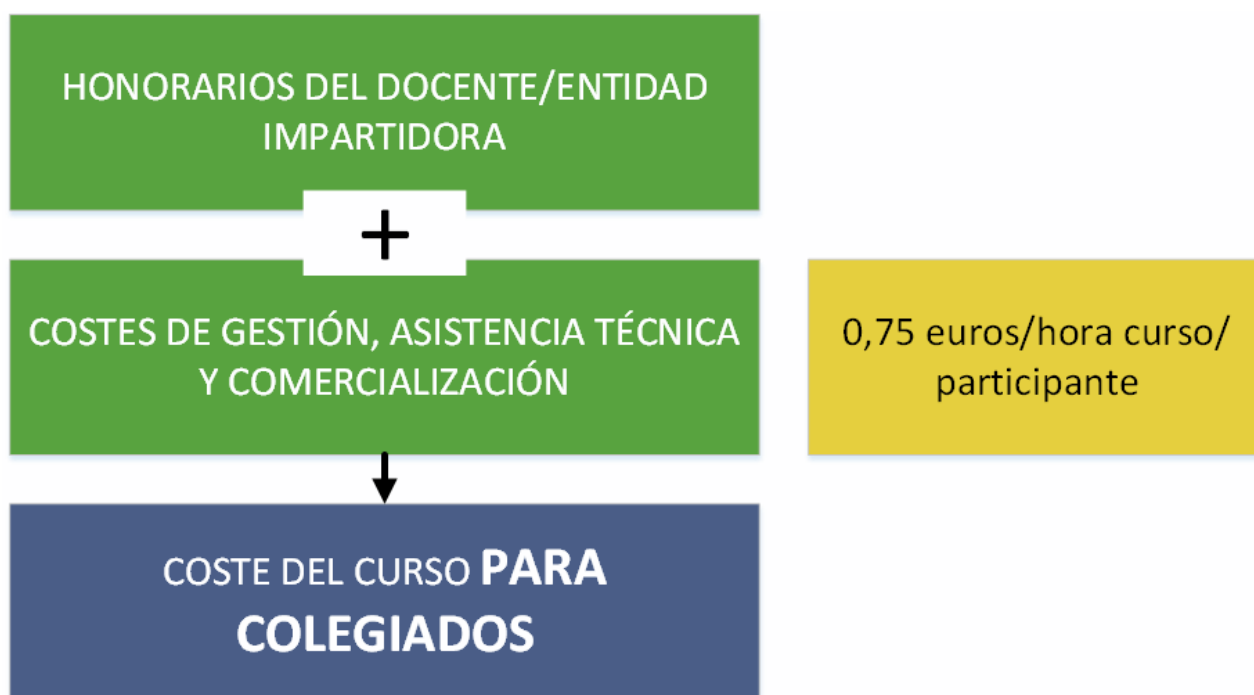 HONORARIOS DEL DOCENTE/ENTIDAD
IMPARTIDORA
+
COSTES DE GESTIÓN, ASISTENCIA TÉCNICA
Y COMERCIALIZACIÓN
0,75 euros/hora curso/
participante
COSTE DEL CURSO PARA
COLEGIADOS